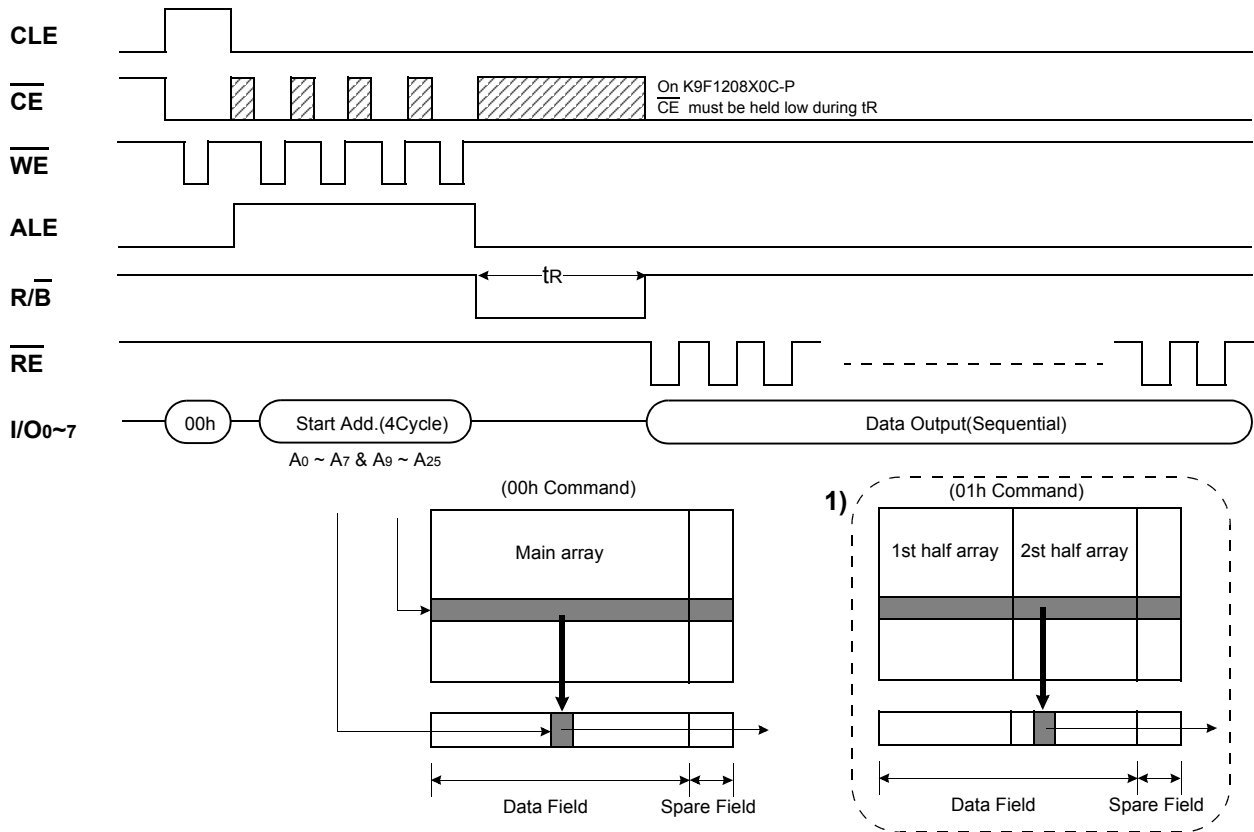 CLE
CE
On K9F1208X0C-P
CE must be held low during tR
WE
ALE
R/B
tR
RE
I/O0~7
00h
Start Add.(4Cycle)
Data Output(Sequential)
A0 ~ A7 & A9 ~ A25
(00h Command)
1)
(01h Command)
Main array
1st half array
2st half array
Data Field
Spare Field
Data Field
Spare Field